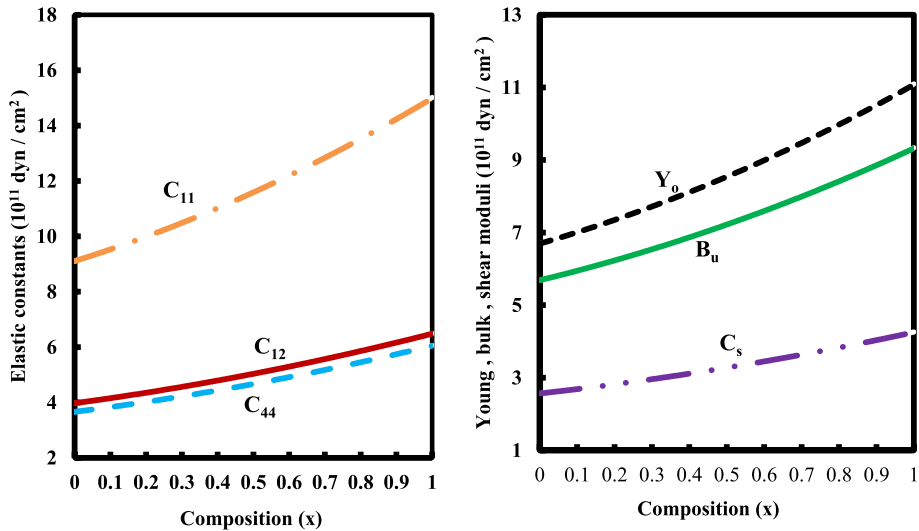 Elastic constants (10¹¹ dyn / cm²)
18
16
14
12
10
8
6
4
2
C₁₁
C₁₂
C₄₄
0 0.1 0.2 0.3 0.4 0.5 0.6 0.7 0.8 0.9 1
Composition (x)
Young , bulk , shear moduli (10¹¹ dyn / cm²)
13
11
9
7
5
3
1
Yₒ
Bᵤ
Cₛ
0 0.1 0.2 0.3 0.4 0.5 0.6 0.7 0.8 0.9 1
Composition (x)